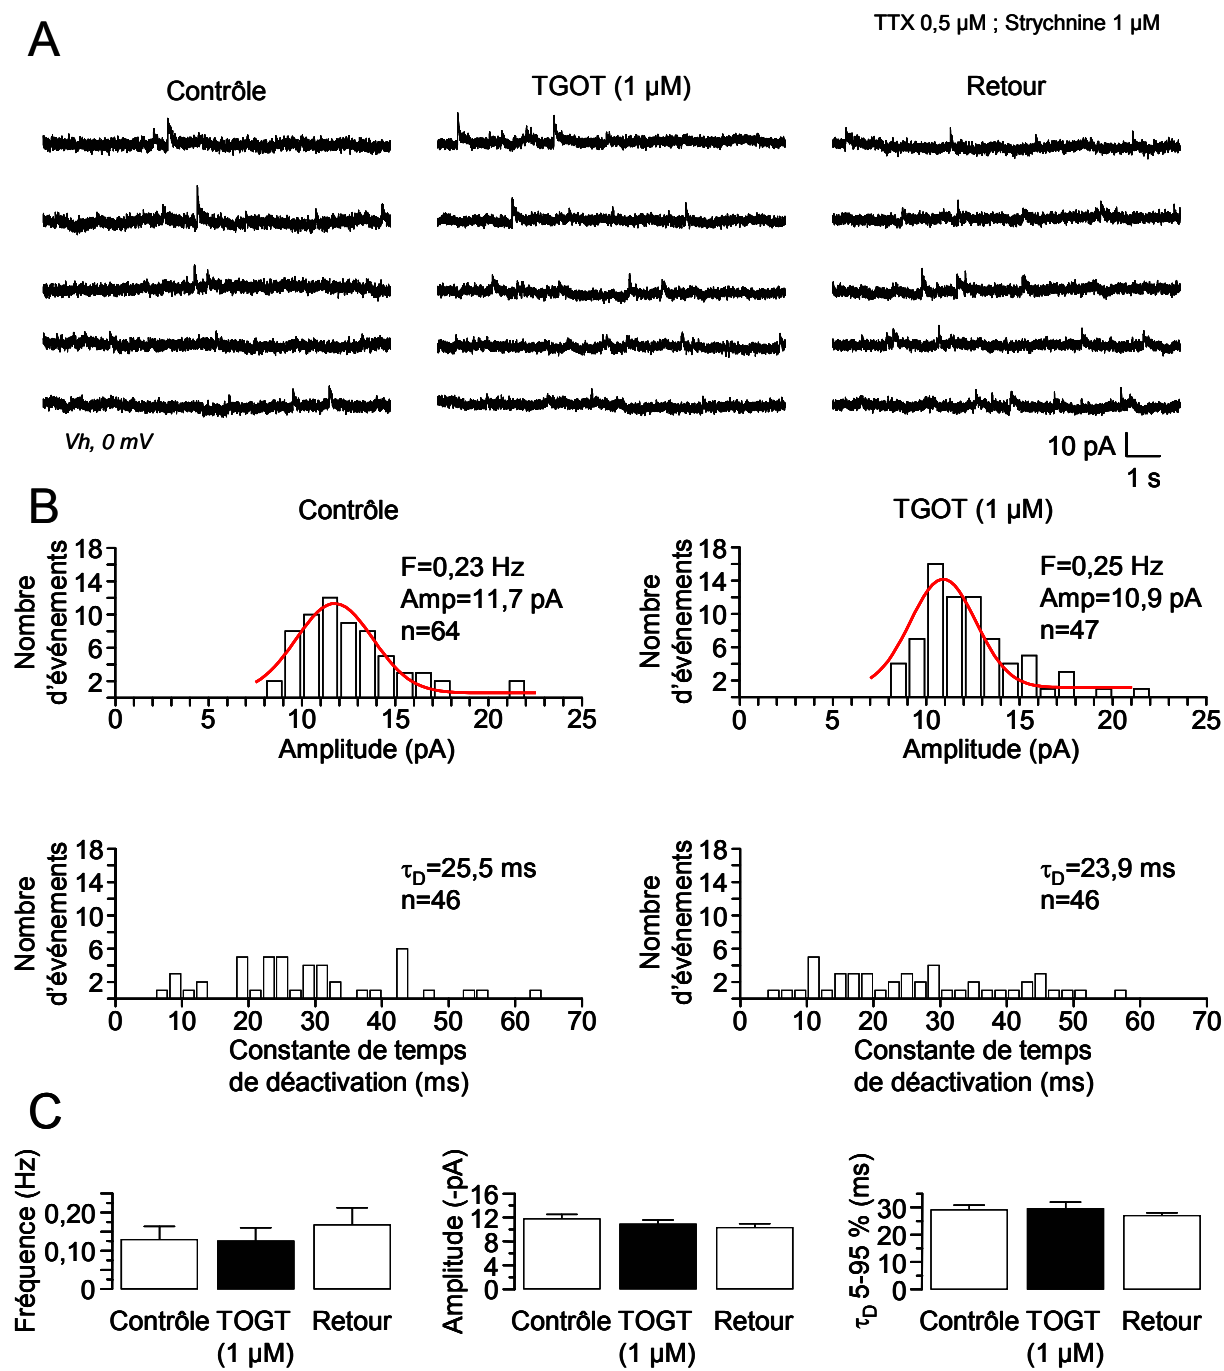 A
TTX 0,5 µM ; Strychnine 1 µM
Contrôle
TGOT (1 µM)
Retour
Vh, 0 mV
10 pA
1 s
B
Contrôle
Nombre
d'événements
18
14
10
6
2
F=0,23 Hz
Amp=11,7 pA
n=64
0 5 10 15 20 25
Amplitude (pA)
TGOT (1 µM)
Nombre
d'événements
18
14
10
6
2
F=0,25 Hz
Amp=10,9 pA
n=47
0 5 10 15 20 25
Amplitude (pA)
Nombre
d'événements
18
14
10
6
2
τD=25,5 ms
n=46
0 10 20 30 40 50 60 70
Constante de temps
de déactivation (ms)
Nombre
d'événements
18
14
10
6
2
τD=23,9 ms
n=46
0 10 20 30 40 50 60 70
Constante de temps
de déactivation (ms)
C
Fréquence (Hz)
0,20
0,10
0
Contrôle TOGT Retour
(1 µM)
Amplitude (-pA)
16
12
8
4
0
Contrôle TOGT Retour
(1 µM)
τD 5-95 % (ms)
30
20
10
0
Contrôle TOGT Retour
(1 µM)